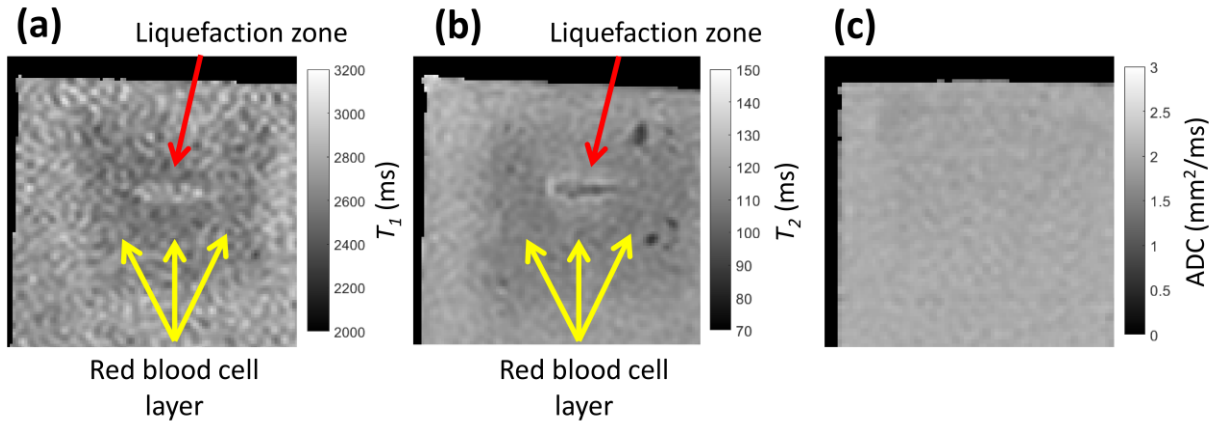 (a)
Liquefaction zone
3200
3000
2800
2600
2400
2200
2000
T1 (ms)
Red blood cell
layer
(b)
Liquefaction zone
150
140
130
120
110
100
90
80
70
T2 (ms)
Red blood cell
layer
(c)
3
2.5
2
1.5
1
0.5
0
ADC (mm²/ms)